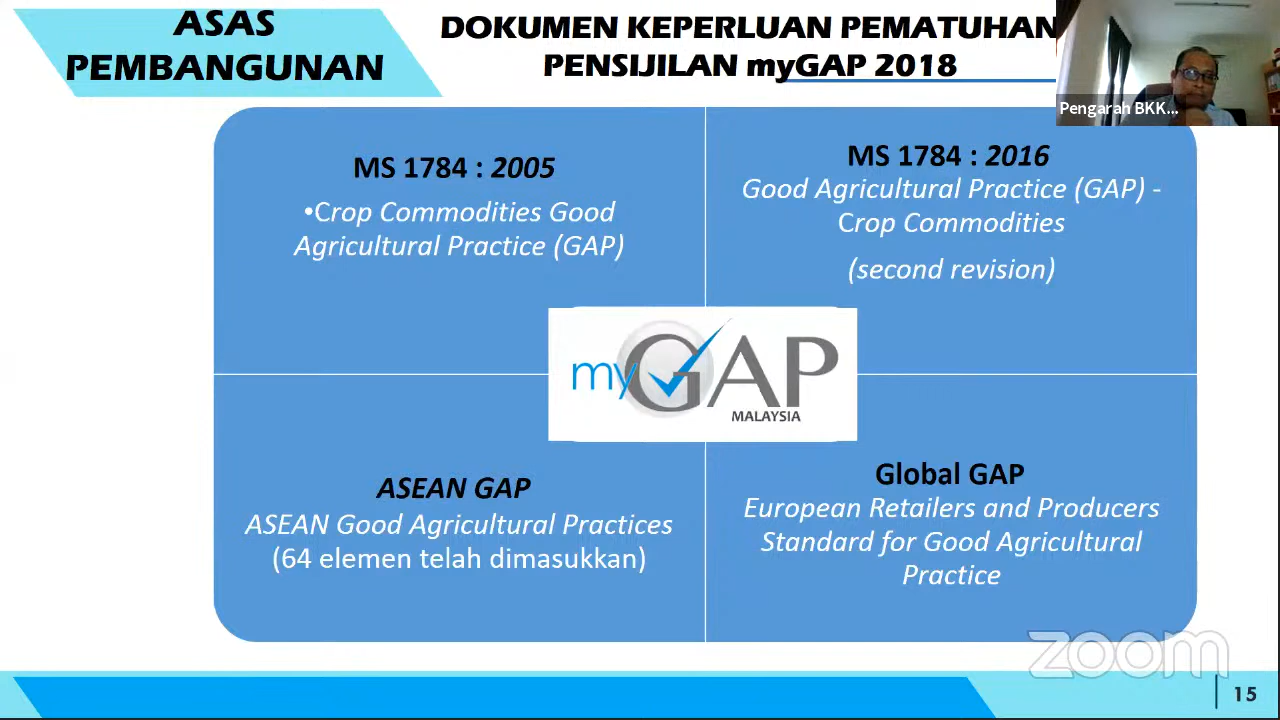 ASAS
PEMBANGUNAN
DOKUMEN KEPERLUAN PEMATUHAN
PENSIJILAN myGAP 2018
Pengarah BKK...
MS 1784 : 2005
•Crop Commodities Good
Agricultural Practice (GAP)
MS 1784 : 2016
Good Agricultural Practice (GAP) -
Crop Commodities
(second revision)
myGAP
MALAYSIA
ASEAN GAP
ASEAN Good Agricultural Practices
(64 elemen telah dimasukkan)
Global GAP
European Retailers and Producers
Standard for Good Agricultural
Practice
zoom
15